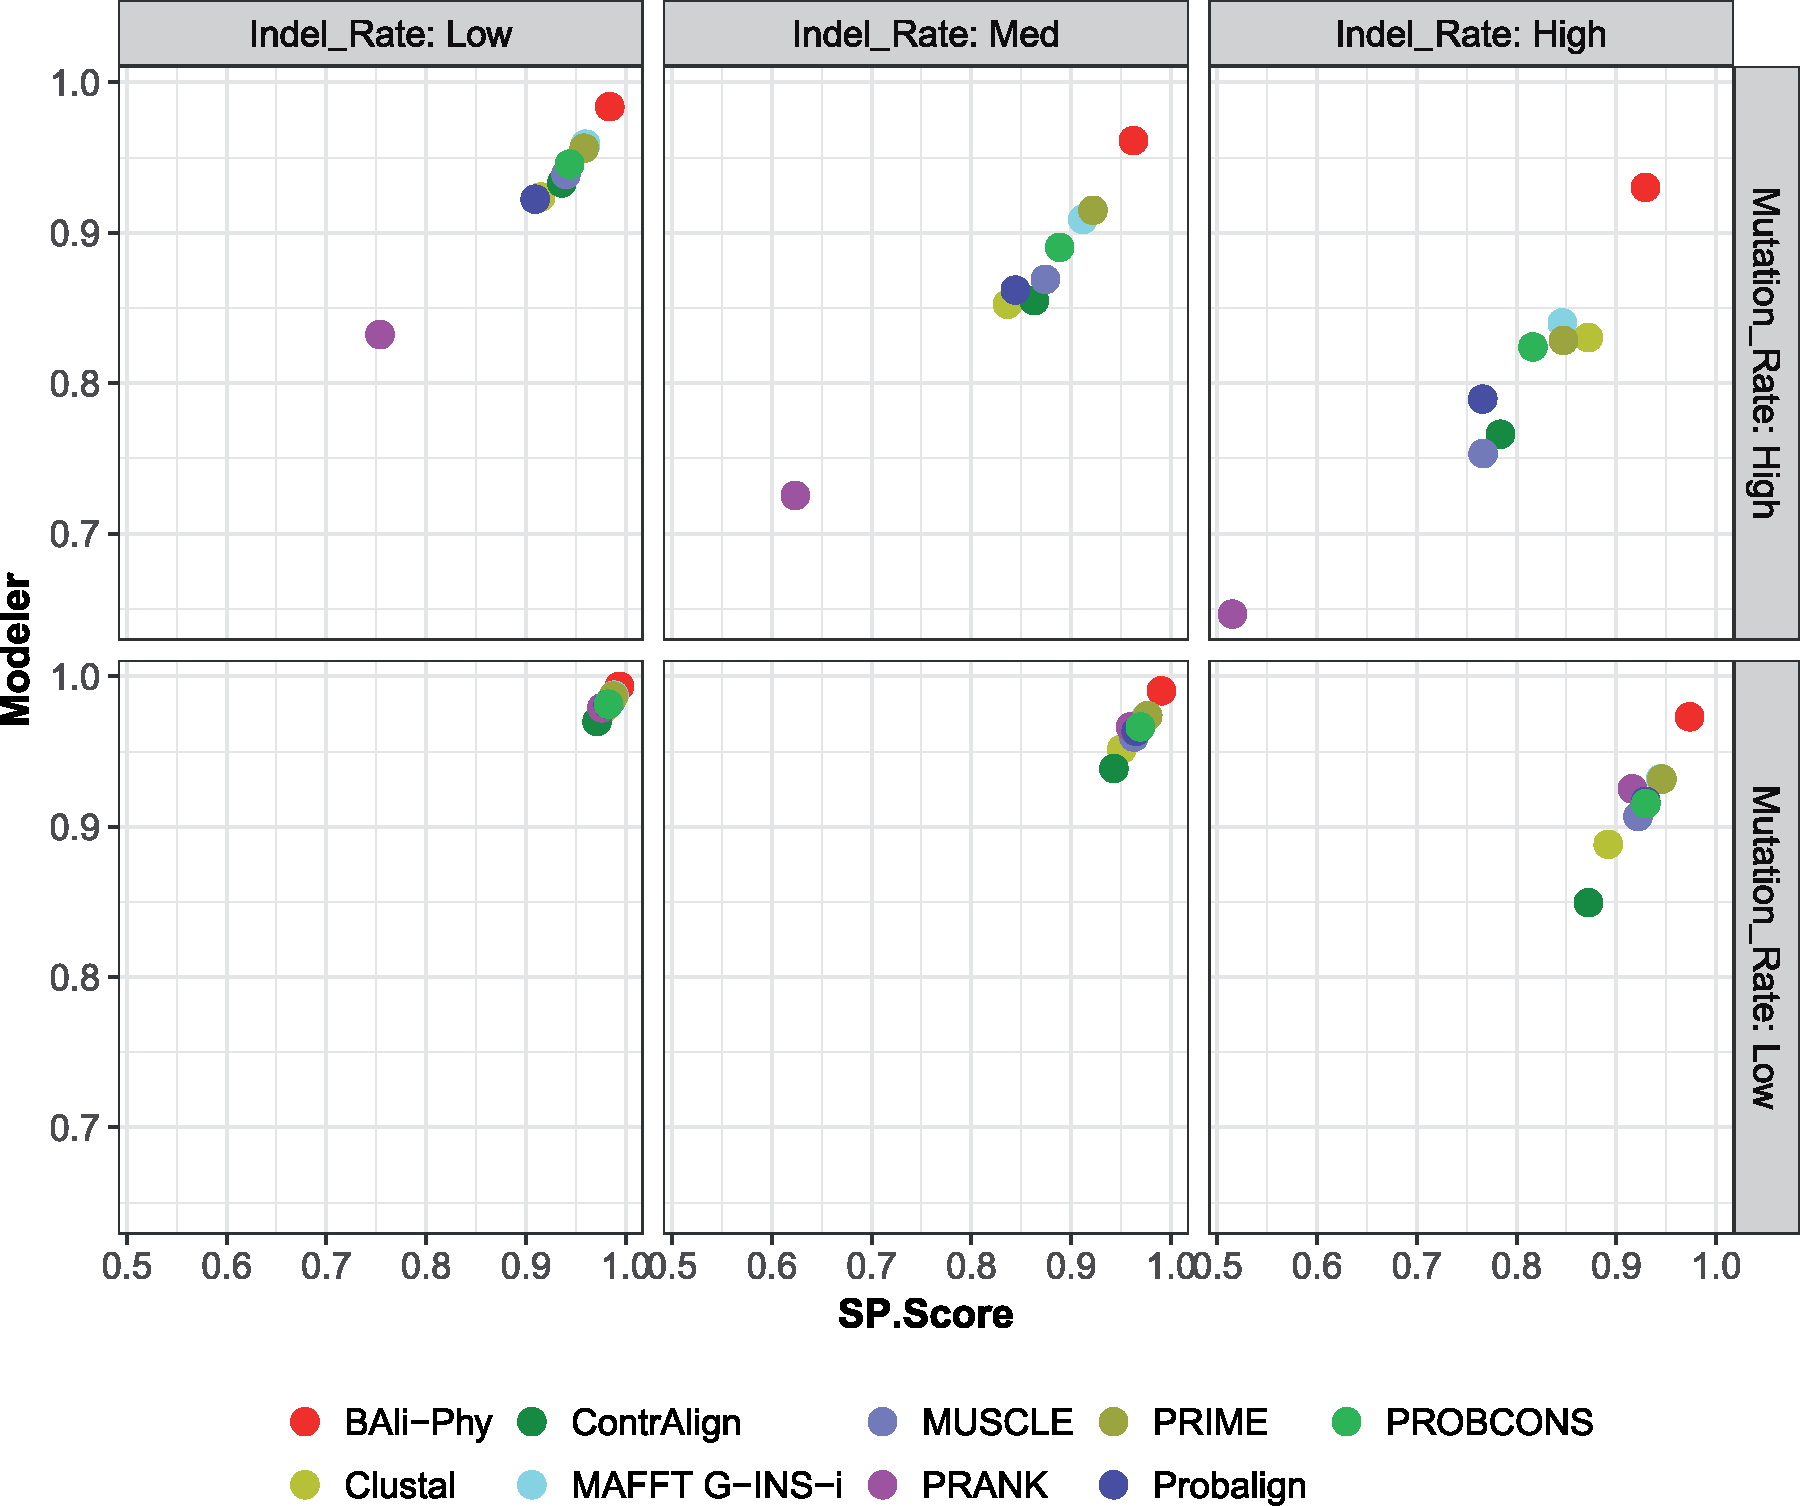 Indel_Rate: Low Indel_Rate: Med Indel_Rate: High
1.0
0.9
0.8
0.7
Mutation_Rate: High
Modeler
1.0
0.9
0.8
0.7
Mutation_Rate: Low
0.5 0.6 0.7 0.8 0.9 1.0 0.5 0.6 0.7 0.8 0.9 1.0 0.5 0.6 0.7 0.8 0.9 1.0
SP.Score
BAli−Phy ContrAlign MUSCLE PRIME PROBCONS
Clustal MAFFT G−INS−i PRANK Probalign